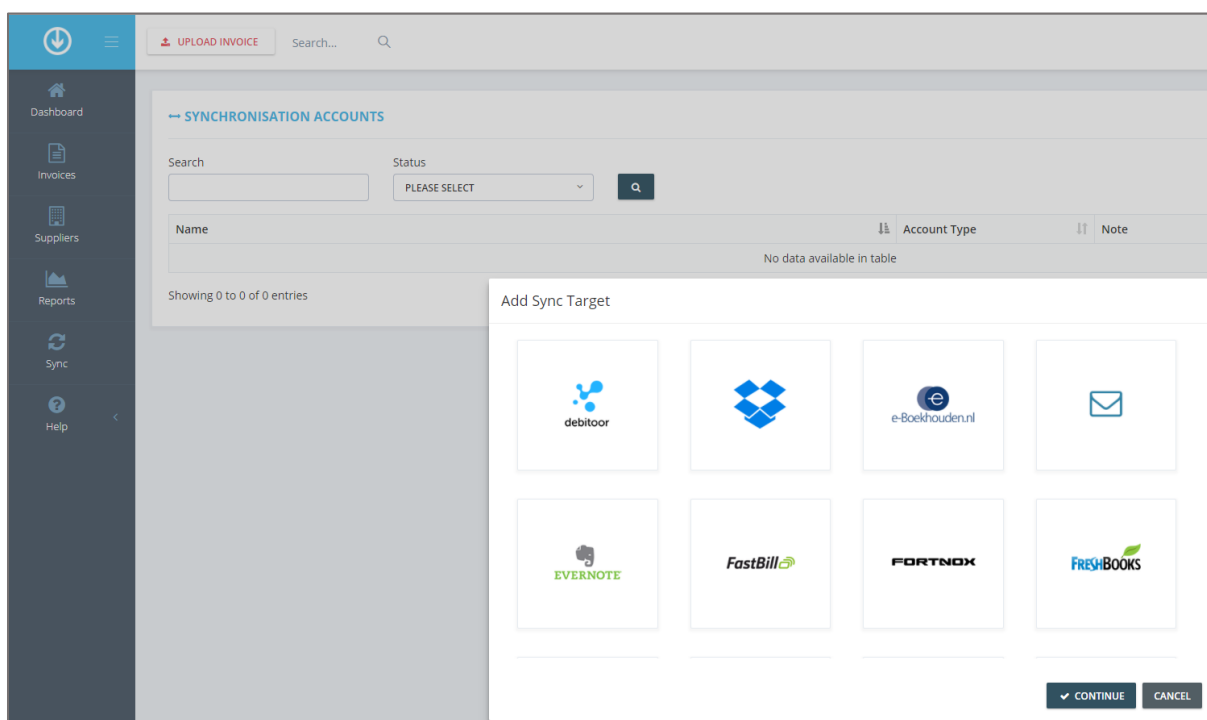 UPLOAD INVOICE
Search...
Dashboard
Invoices
Suppliers
Reports
Sync
Help
SYNCHRONISATION ACCOUNTS
Search
Status
PLEASE SELECT
Name
Account Type
Note
No data available in table
Showing 0 to 0 of 0 entries
Add Sync Target
debitoor
e
e-Boekhouden.nl
EVERNOTE
FastBill
FORTNOX
FRESHBOOKS
CONTINUE
CANCEL